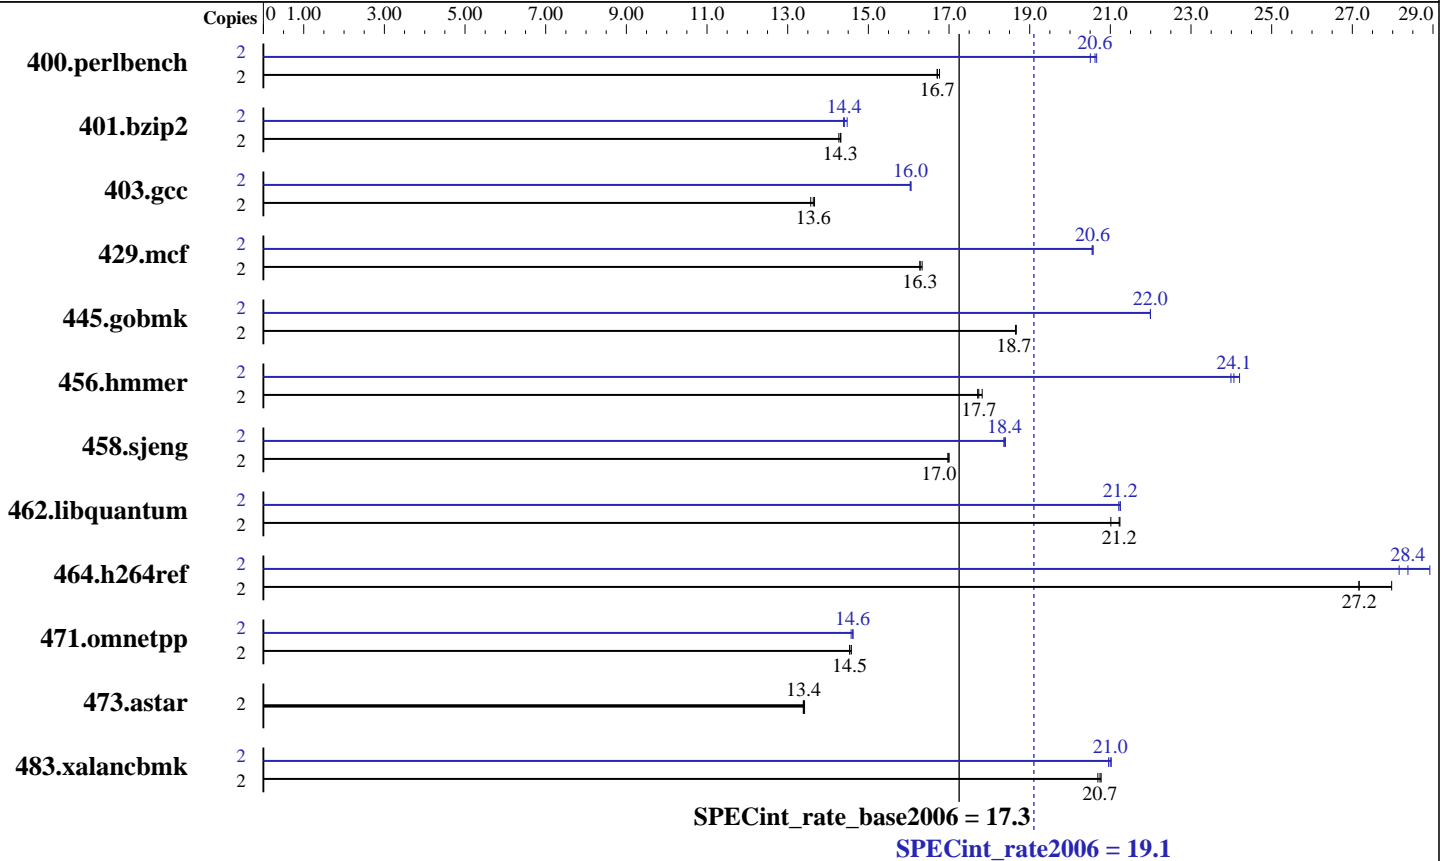 Copies 0 1.00 3.00 5.00 7.00 9.00 11.0 13.0 15.0 17.0 19.0 21.0 23.0 25.0 27.0 29.0
400.perlbench 2 20.6
2 16.7
401.bzip2 2 14.4
2 14.3
403.gcc 2 16.0
2 13.6
429.mcf 2 20.6
2 16.3
445.gobmk 2 22.0
2 18.7
456.hmmer 2 24.1
2 17.7
458.sjeng 2 18.4
2 17.0
462.libquantum 2 21.2
2 21.2
464.h264ref 2 28.4
2 27.2
471.omnetpp 2 14.6
2 14.5
473.astar 2 13.4
483.xalancbmk 2 21.0
2 20.7
SPECint_rate_base2006 = 17.3
SPECint_rate2006 = 19.1